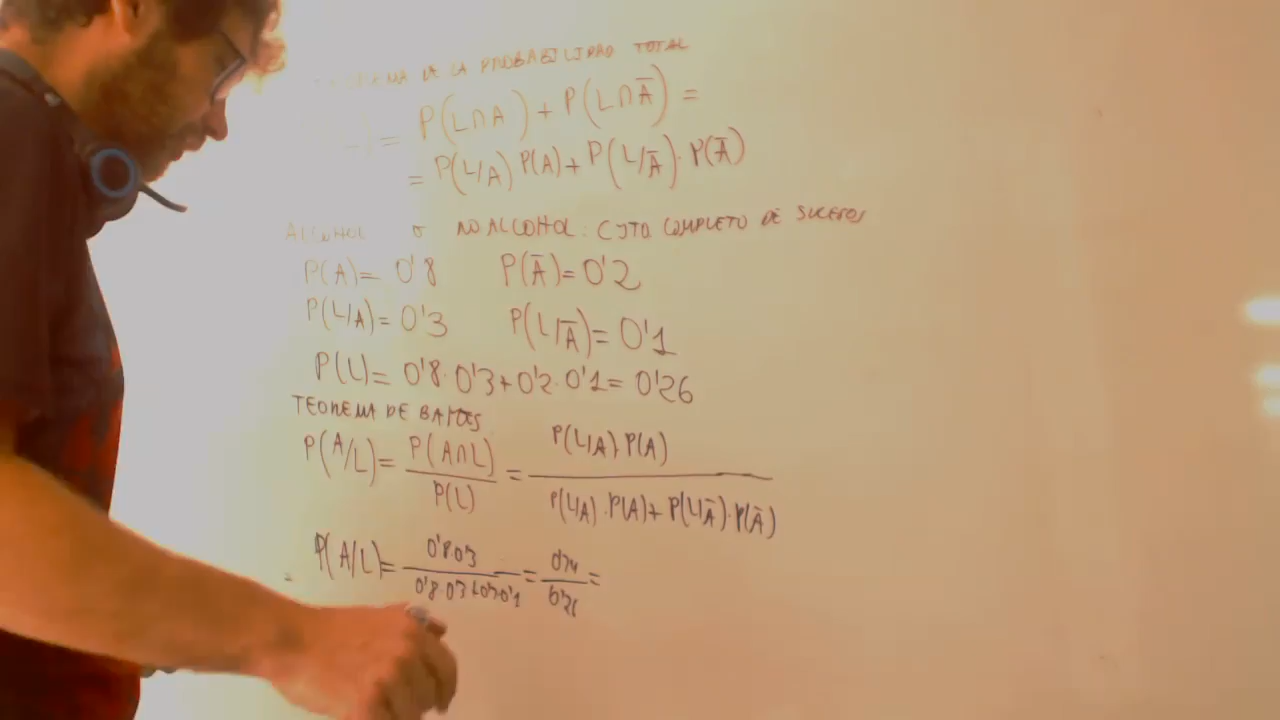 DE LA PROBABILIDAD TOTAL
= P(L∩A) + P(L∩A̅) =
= P(L/A) P(A) + P(L/A̅) · P(A̅)
ALCOHOL O NO ALCOHOL: CJTO COMPLETO DE SUCESOS
P(A) = 0'8 P(A̅) = 0'2
P(L/A) = 0'3 P(L/A̅) = 0'1
P(L) = 0'8 · 0'3 + 0'2 · 0'1 = 0'26
TEOREMA DE BAYES
P(A/L) = P(A∩L) / P(L) = P(L/A) · P(A) / P(L/A) · P(A) + P(L/A̅) · P(A̅)
P(A/L) = 0'8·0'3 / 0'8·0'3+0'2·0'1 = 0'24 / 0'26 =